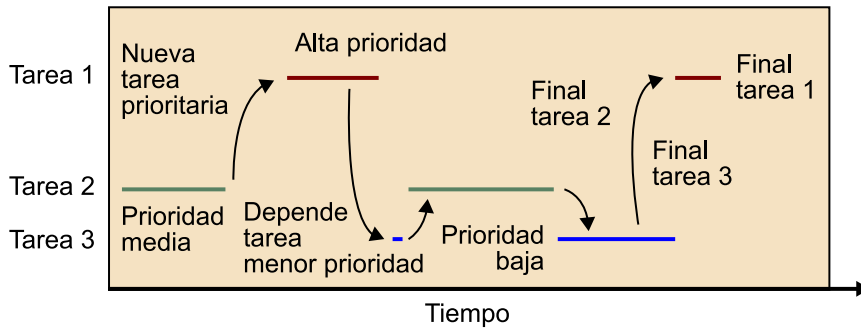 Tarea 1
Nueva
tarea
prioritaria
Alta prioridad
Final
tarea 2
Final
tarea 1
Final
tarea 3
Tarea 2
Prioridad
media
Depende
tarea
menor prioridad
Prioridad
baja
Tarea 3
Tiempo